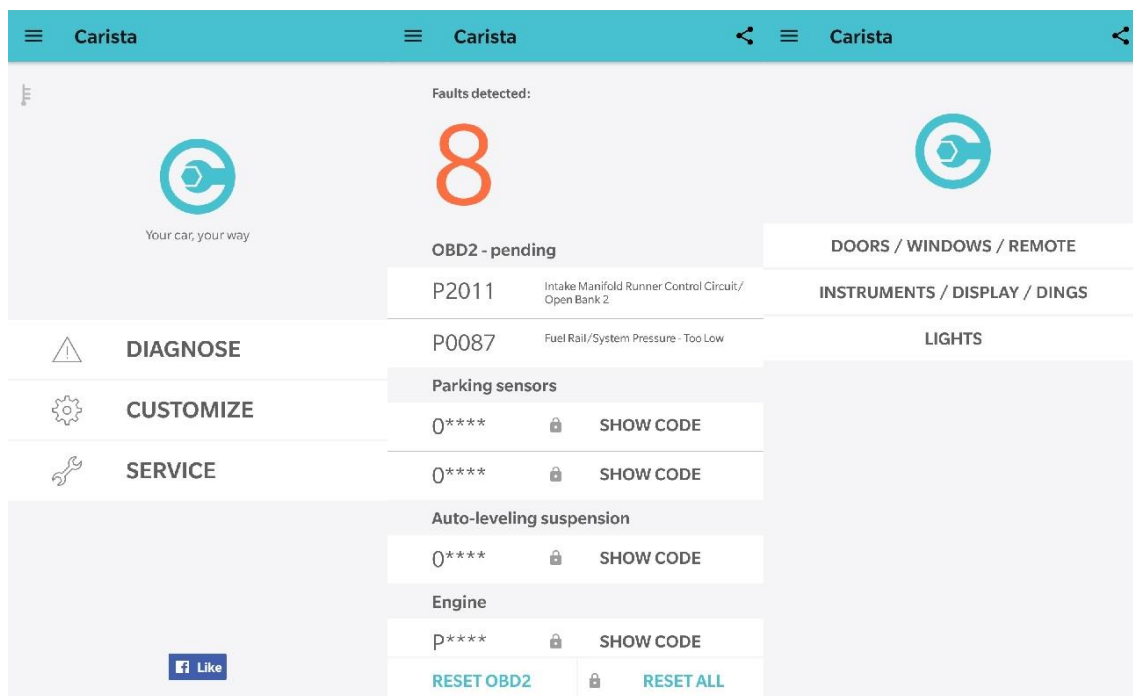 Carista
Your car, your way
DIAGNOSE
CUSTOMIZE
SERVICE
Like
Carista
Faults detected:
8
OBD2 - pending
P2011 Intake Manifold Runner Control Circuit/
Open Bank 2
P0087 Fuel Rail/System Pressure - Too Low
Parking sensors
0**** SHOW CODE
0**** SHOW CODE
Auto-leveling suspension
0**** SHOW CODE
Engine
P**** SHOW CODE
RESET OBD2 RESET ALL
Carista
DOORS / WINDOWS / REMOTE
INSTRUMENTS / DISPLAY / DINGS
LIGHTS